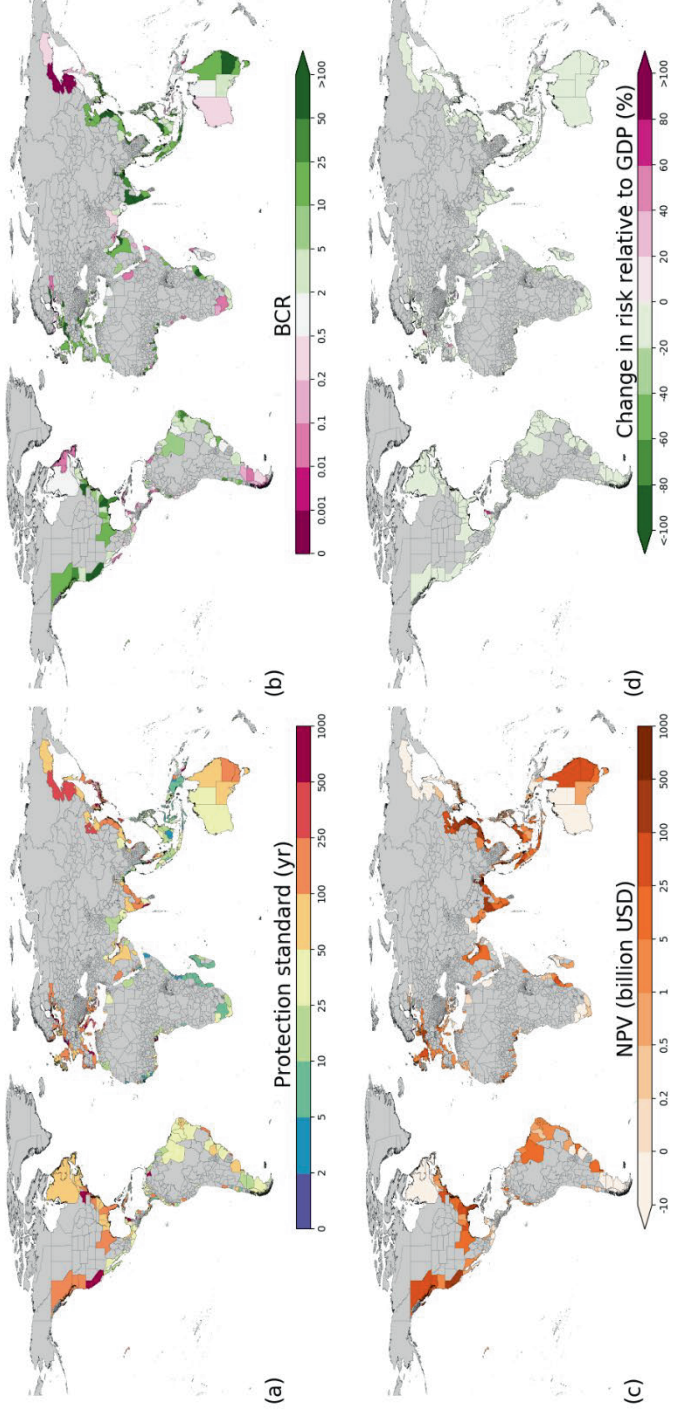 (a)
Protection standard (yr)
0 2 5 10 25 50 100 250 500 1000
(b)
BCR
0 0.001 0.01 0.1 0.2 0.5 2 5 10 25 50 >100
(c)
NPV (billion USD)
-10 0 0.2 0.5 1 5 25 100 500 1000
(d)
Change in risk relative to GDP (%)
<-100 -80 -60 -40 -20 0 20 40 60 80 >100